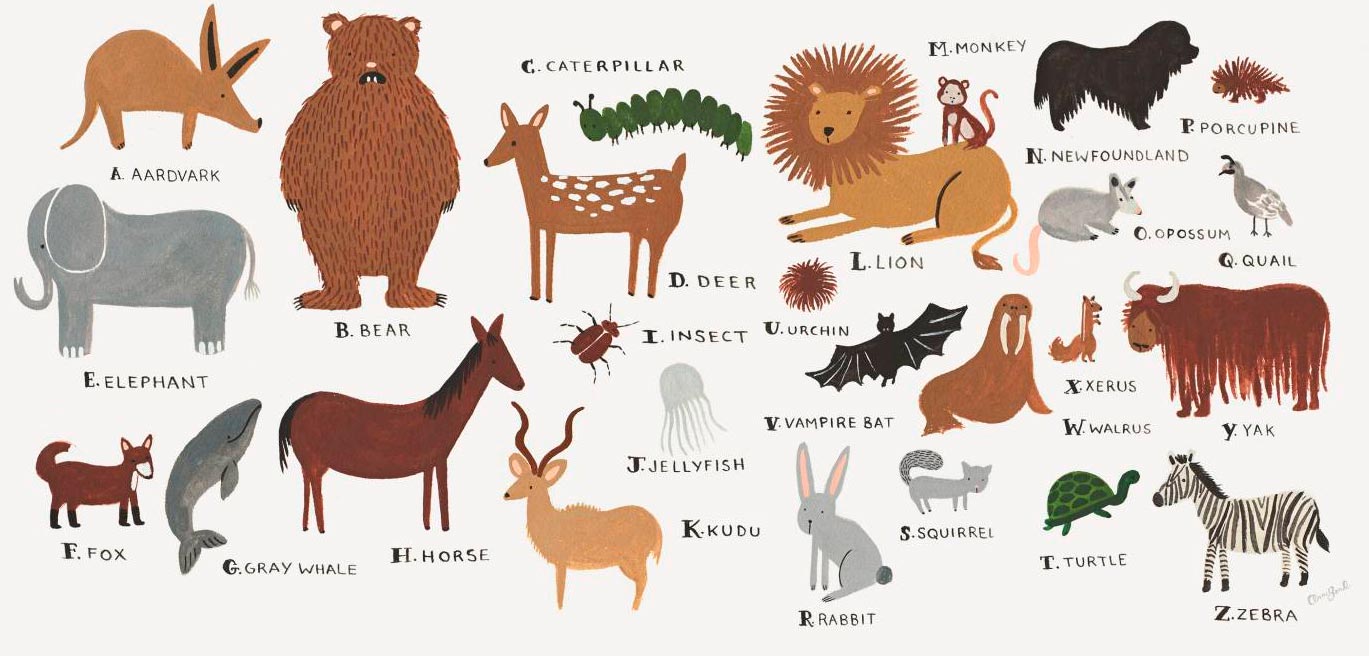 A. AARDVARK
B. BEAR
C. CATERPILLAR
D. DEER
E. ELEPHANT
F. FOX
G. GRAY WHALE
H. HORSE
I. INSECT
J. JELLYFISH
K. KUDU
L. LION
M. MONKEY
N. NEWFOUNDLAND
O. OPOSSUM
P. PORCUPINE
Q. QUAIL
R. RABBIT
S. SQUIRREL
T. TURTLE
U. URCHIN
V. VAMPIRE BAT
W. WALRUS
X. XERUS
Y. YAK
Z. ZEBRA